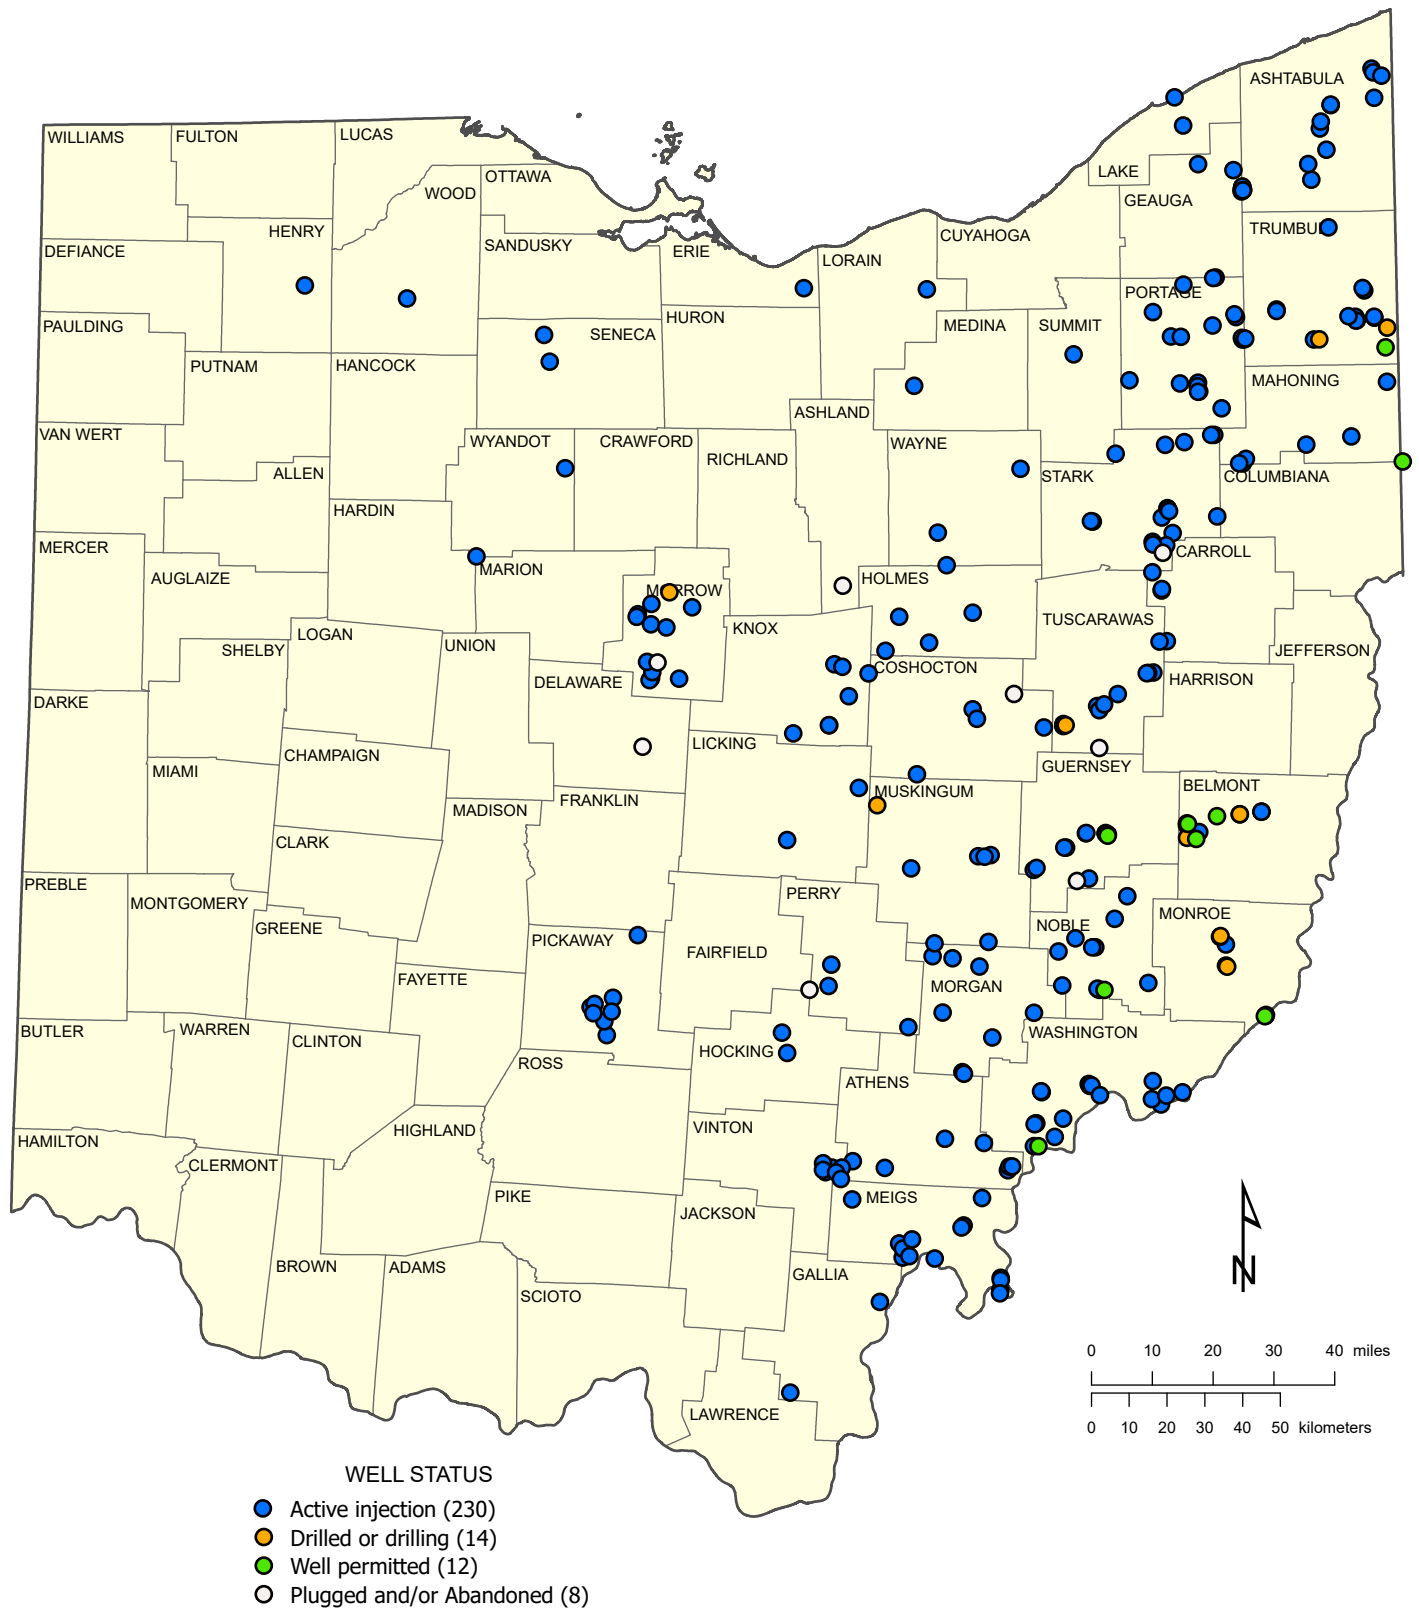 ASHTABULA
WILLIAMS
FULTON
LUCAS
LAKE
OTTAWA
WOOD
GEAUGA
HENRY
TRUMBU
CUYAHOGA
SANDUSKY
DEFIANCE
ERIE
LORAIN
PORTAGE
HURON
PAULDING
SENECA
MEDINA
SUMMIT
PUTNAM
HANCOCK
MAHONING
ASHLAND
VAN WERT
WYANDOT
CRAWFORD
WAYNE
RICHLAND
ALLEN
STARK
COLUMBIANA
HARDIN
MERCER
CARROLL
MARION
AUGLAIZE
HOLMES
M RROW
TUSCARAWAS
KNOX
LOGAN
UNION
SHELBY
JEFFERSON
COSHOCTON
HARRISON
DELAWARE
DARKE
LICKING
CHAMPAIGN
GUERNSEY
MIAMI
BELMONT
MUSKINGUM
FRANKLIN
MADISON
CLARK
PREBLE
PERRY
MONTGOMERY
MONROE
NOBLE
GREENE
PICKAWAY
FAIRFIELD
FAYETTE
MORGAN
BUTLER
WARREN
WASHINGTON
CLINTON
HOCKING
ROSS
ATHENS
VINTON
HIGHLAND
HAMILTON
CLERMONT
PIKE
MEIGS
JACKSON
BROWN
ADAMS
GALLIA
N
SCIOTO
0 10 20 30 40 miles
LAWRENCE
0 10 20 30 40 50 kilometers
WELL STATUS
Active injection (230)
Drilled or drilling (14)
Well permitted (12)
Plugged and/or Abandoned (8)